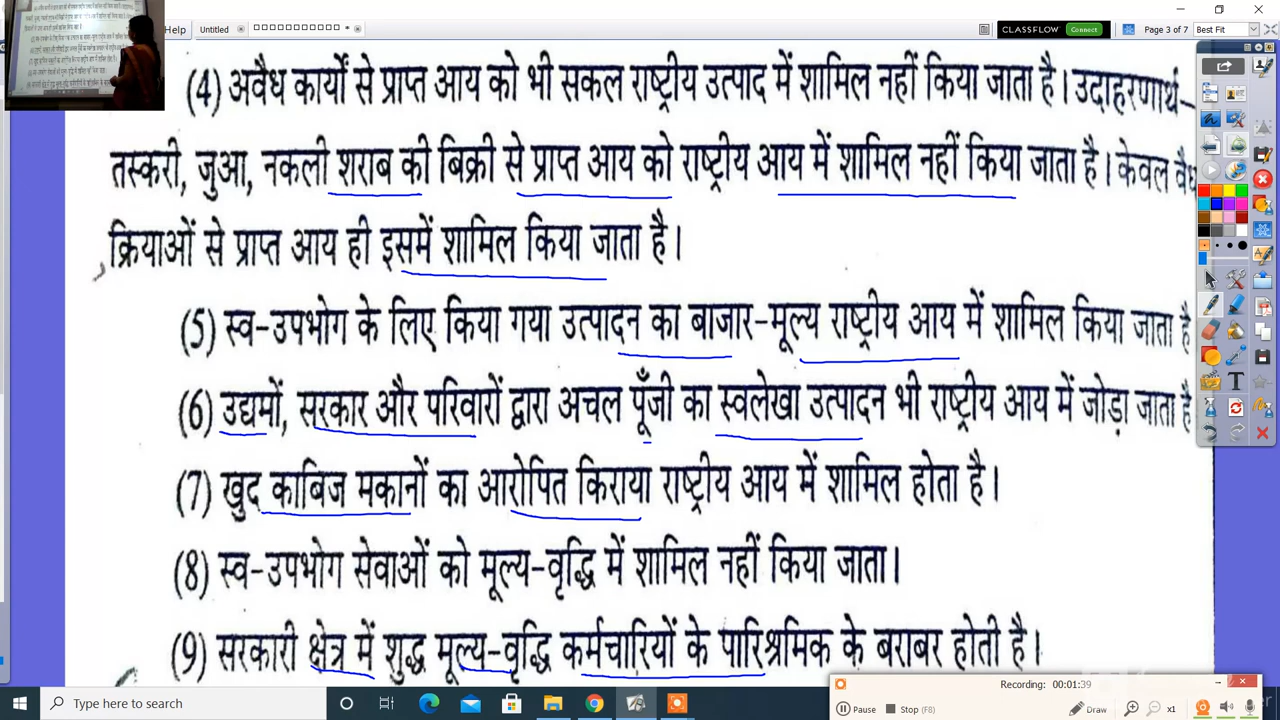 Help Untitled CLASSFLOW Connect Page 3 of 7 Best Fit
(4) अवैध कार्यों से प्राप्त आय को भी सकल राष्ट्रीय उत्पाद में शामिल नहीं किया जाता है। उदाहरणार्थ-
तस्करी, जुआ, नकली शराब की बिक्री से प्राप्त आय को राष्ट्रीय आय में शामिल नहीं किया जाता है। केवल वैध
क्रियाओं से प्राप्त आय ही इसमें शामिल किया जाता है।
(5) स्व-उपभोग के लिए किया गया उत्पादन का बाजार-मूल्य राष्ट्रीय आय में शामिल किया जाता है
(6) उद्यमों, सरकार और परिवारों द्वारा अचल पूँजी का स्वलेखा उत्पादन भी राष्ट्रीय आय में जोड़ा जाता है
(7) खुद काबिज मकानों का आरोपित किराया राष्ट्रीय आय में शामिल होता है।
(8) स्व-उपभोग सेवाओं को मूल्य-वृद्धि में शामिल नहीं किया जाता।
(9) सरकारी क्षेत्र में शुद्ध मूल्य-वृद्धि कर्मचारियों के पारिश्रमिक के बराबर होती है।
Recording: 00:01:39
Pause Stop (F8) Draw x1
Type here to search